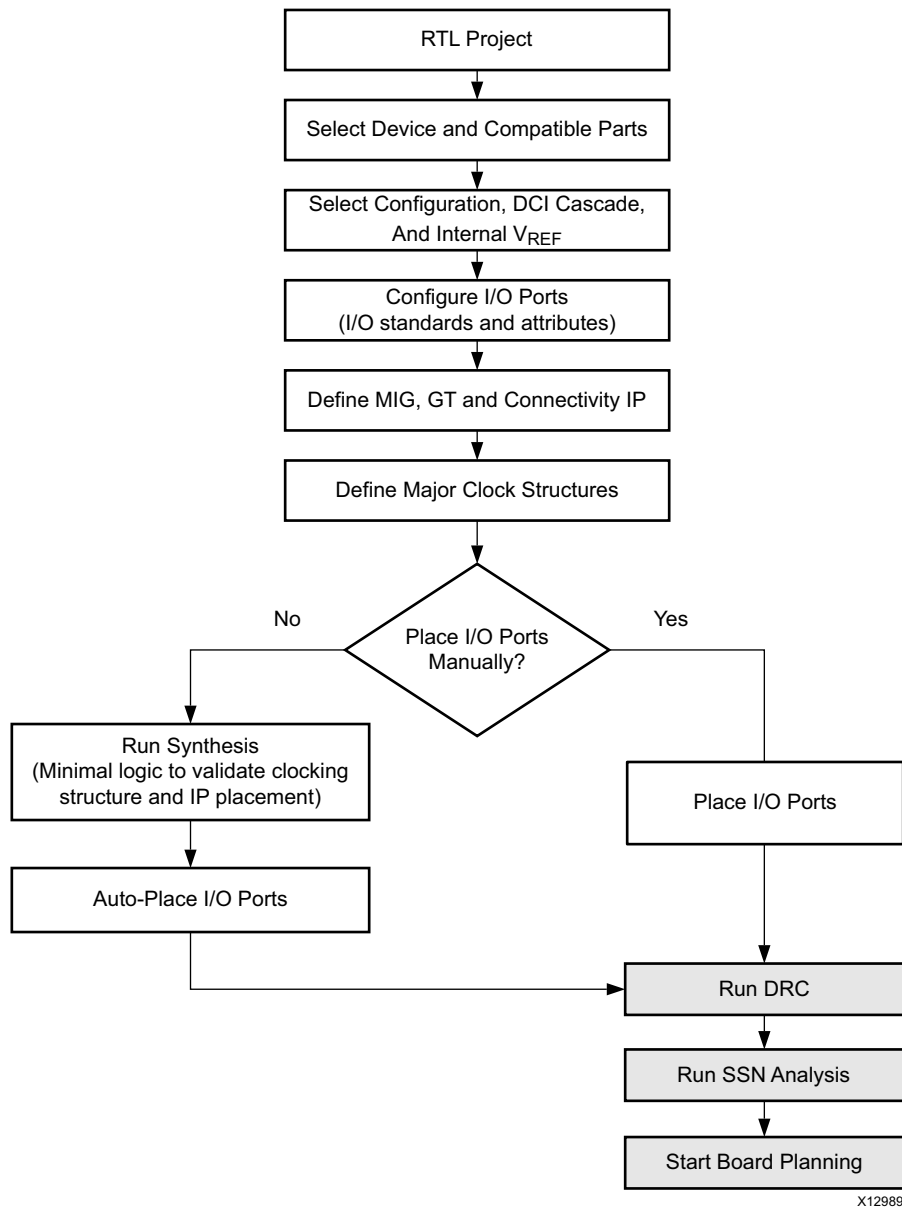 RTL Project
Select Device and Compatible Parts
Select Configuration, DCI Cascade,
And Internal VREF
Configure I/O Ports
(I/O standards and attributes)
Define MIG, GT and Connectivity IP
Define Major Clock Structures
No
Yes
Place I/O Ports
Manually?
Run Synthesis
(Minimal logic to validate clocking
structure and IP placement)
Place I/O Ports
Auto-Place I/O Ports
Run DRC
Run SSN Analysis
Start Board Planning
X12989